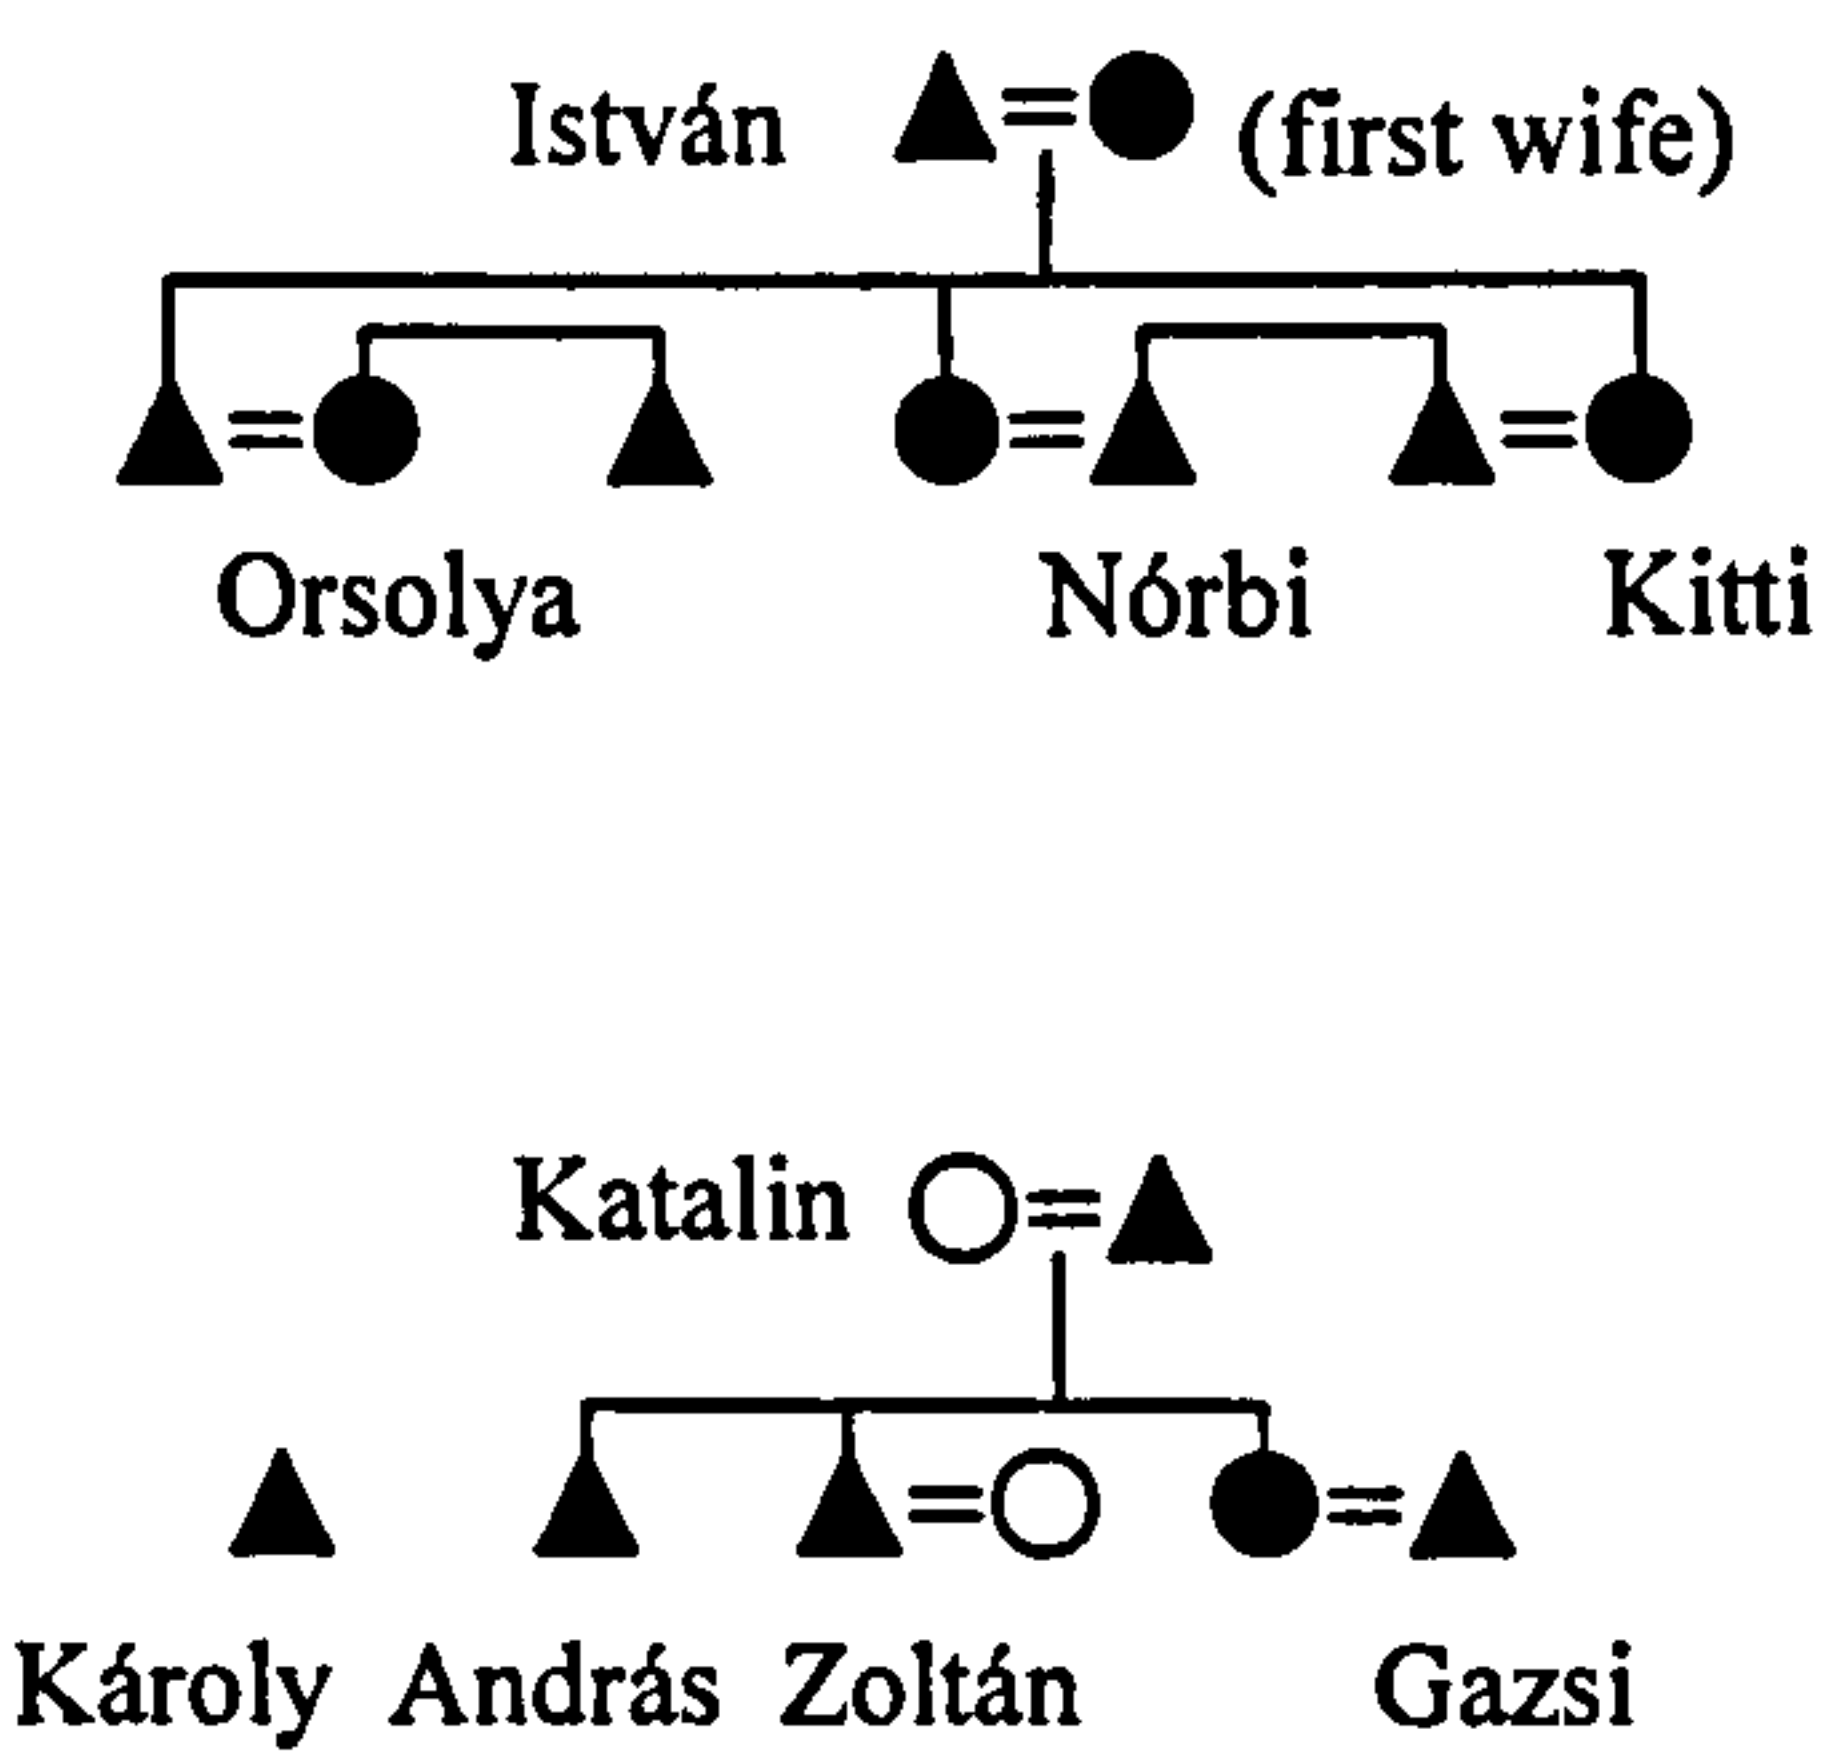 István (first wife)
Orsolya Nórbi Kitti
Katalin
Károly András Zoltán Gazsi